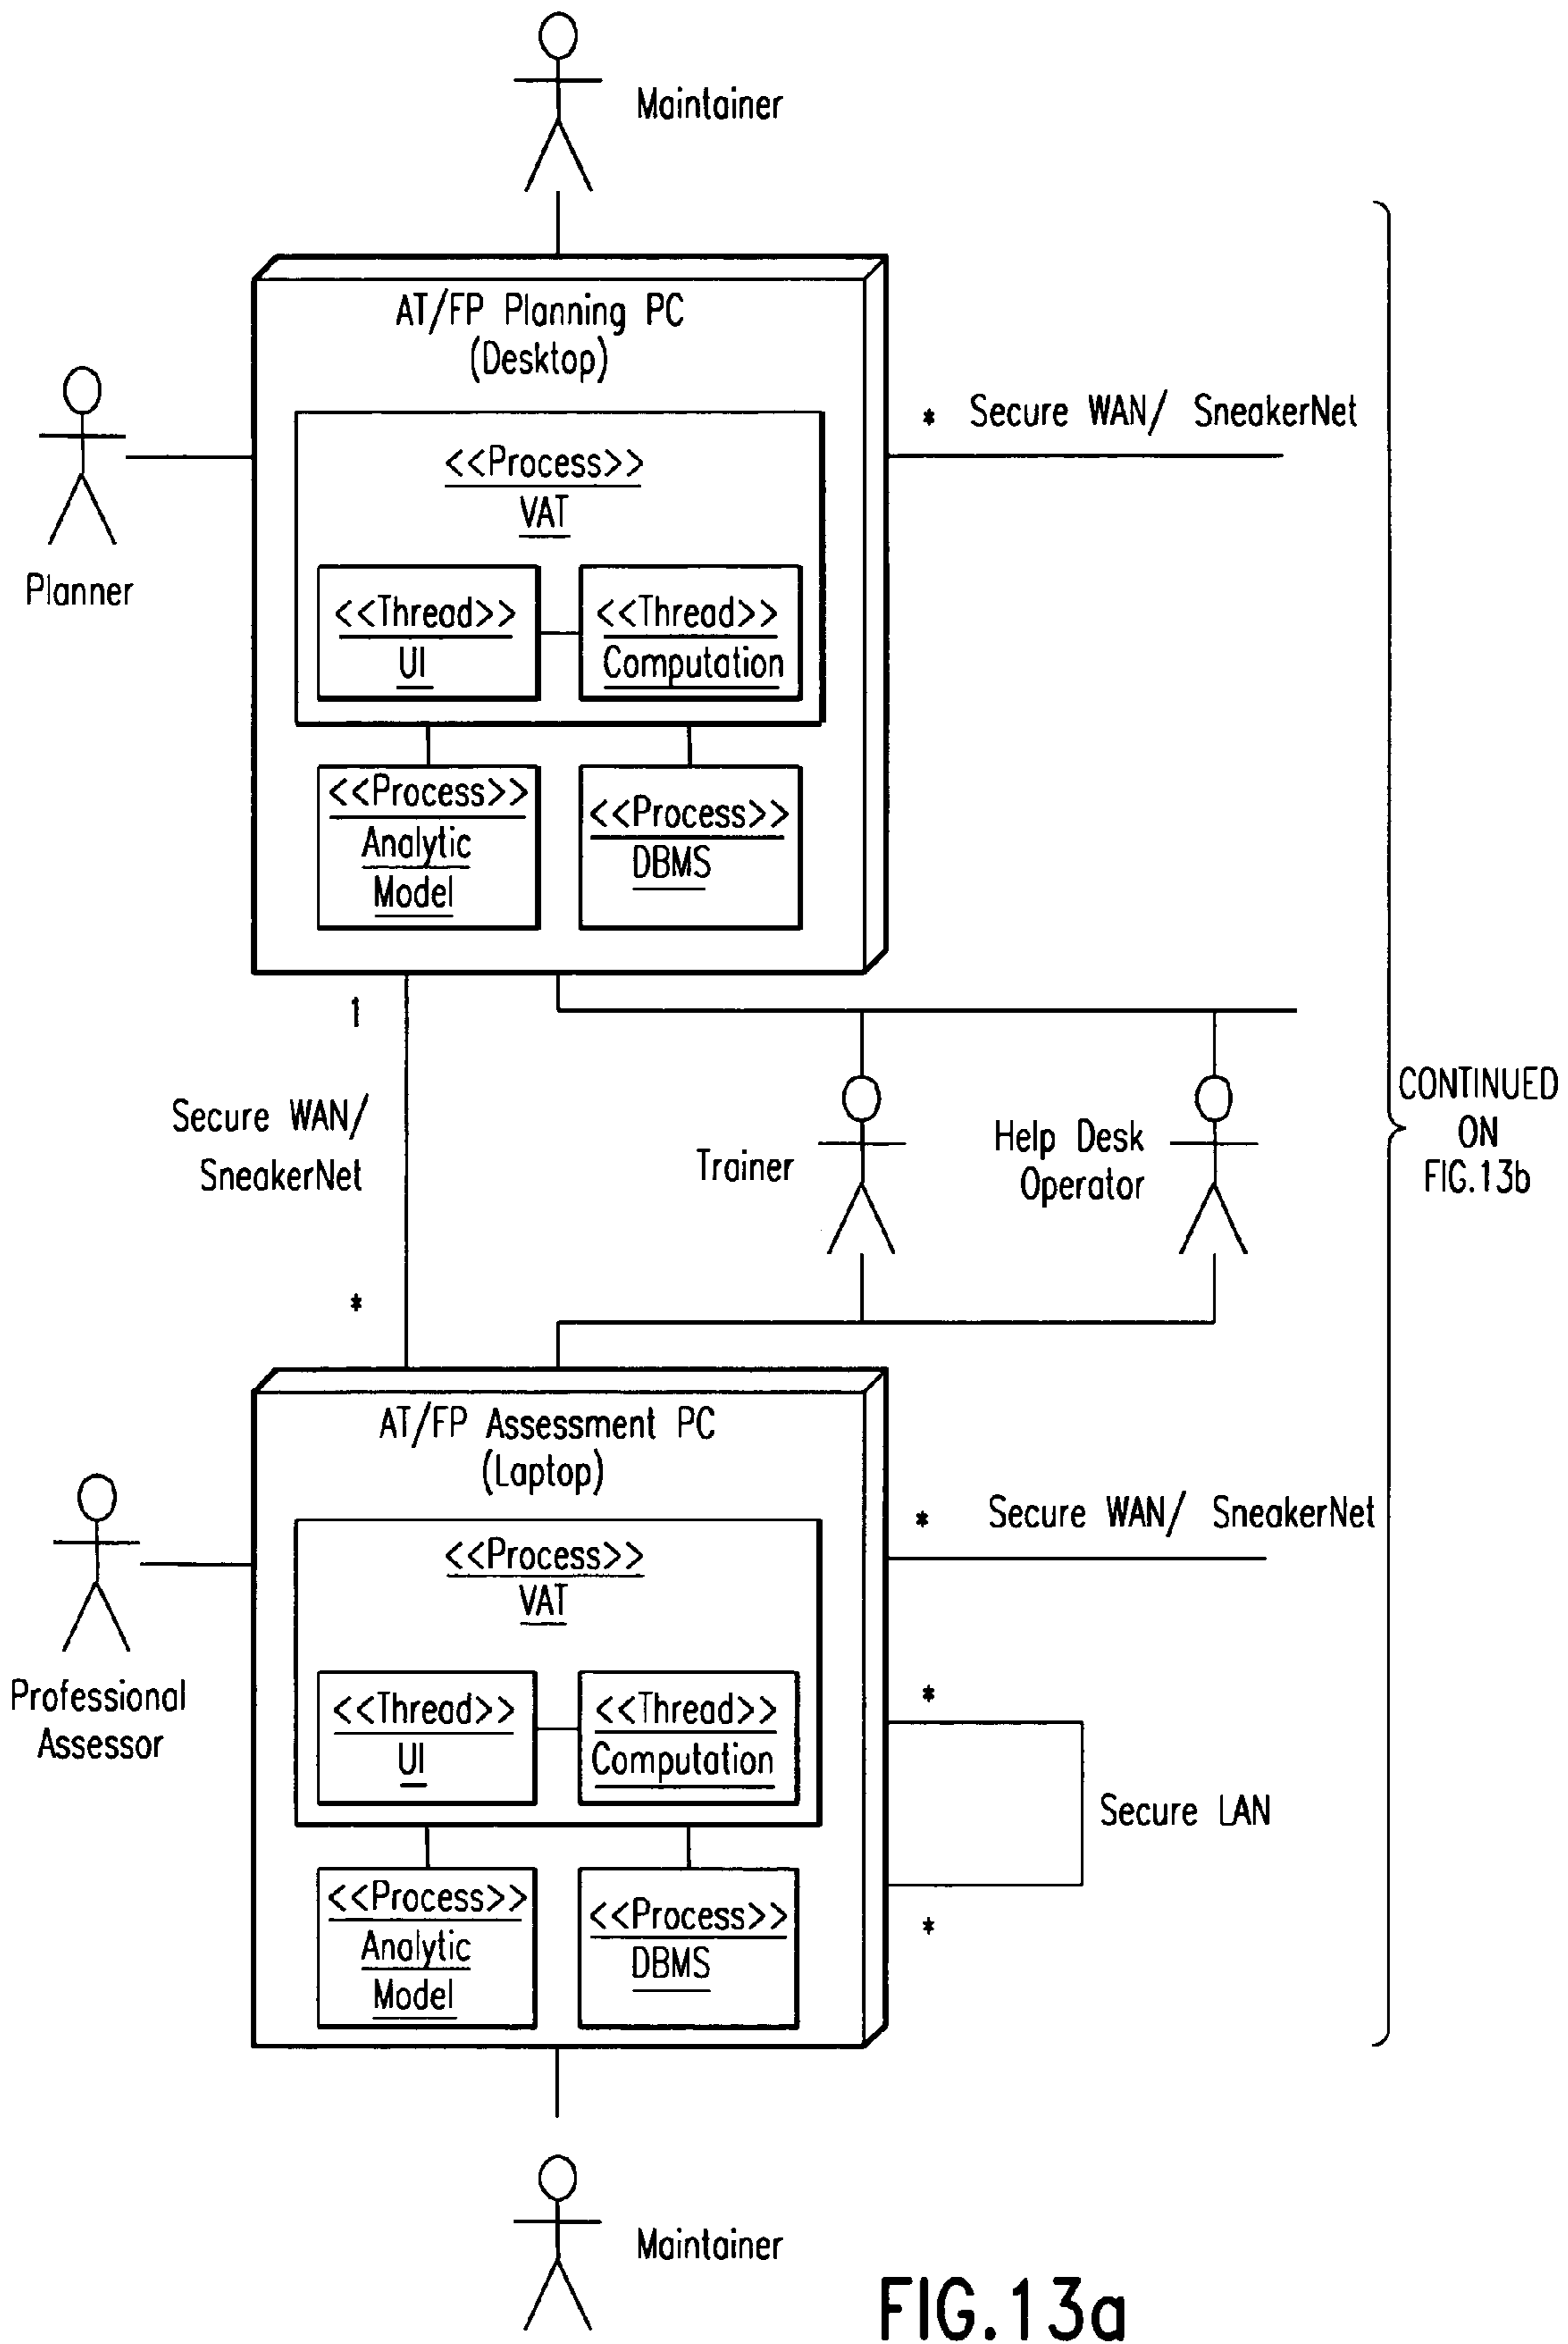 Maintainer
AT/FP Planning PC
(Desktop)
* Secure WAN/ SneakerNet
<<Process>>
VAT
Planner
<<Thread>>
UI
<<Thread>>
Computation
<<Process>>
Analytic
Model
<<Process>>
DBMS
1
Secure WAN/
SneakerNet
*
Trainer
Help Desk
Operator
CONTINUED
ON
FIG.13b
AT/FP Assessment PC
(Laptop)
* Secure WAN/ SneakerNet
<<Process>>
VAT
Professional
Assessor
<<Thread>>
UI
<<Thread>>
Computation
*
Secure LAN
*
<<Process>>
Analytic
Model
<<Process>>
DBMS
Maintainer
FIG.13a